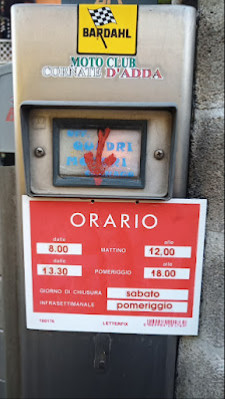 BARDAHL
MOTO CLUB
CORNATE D'ADDA
ORARIO
dalle alle
8.00 MATTINO 12.00
dalle alle
13.30 POMERIGGIO 18.00
GIORNO DI CHIUSURA sabato
INFRASETTIMANALE pomeriggio